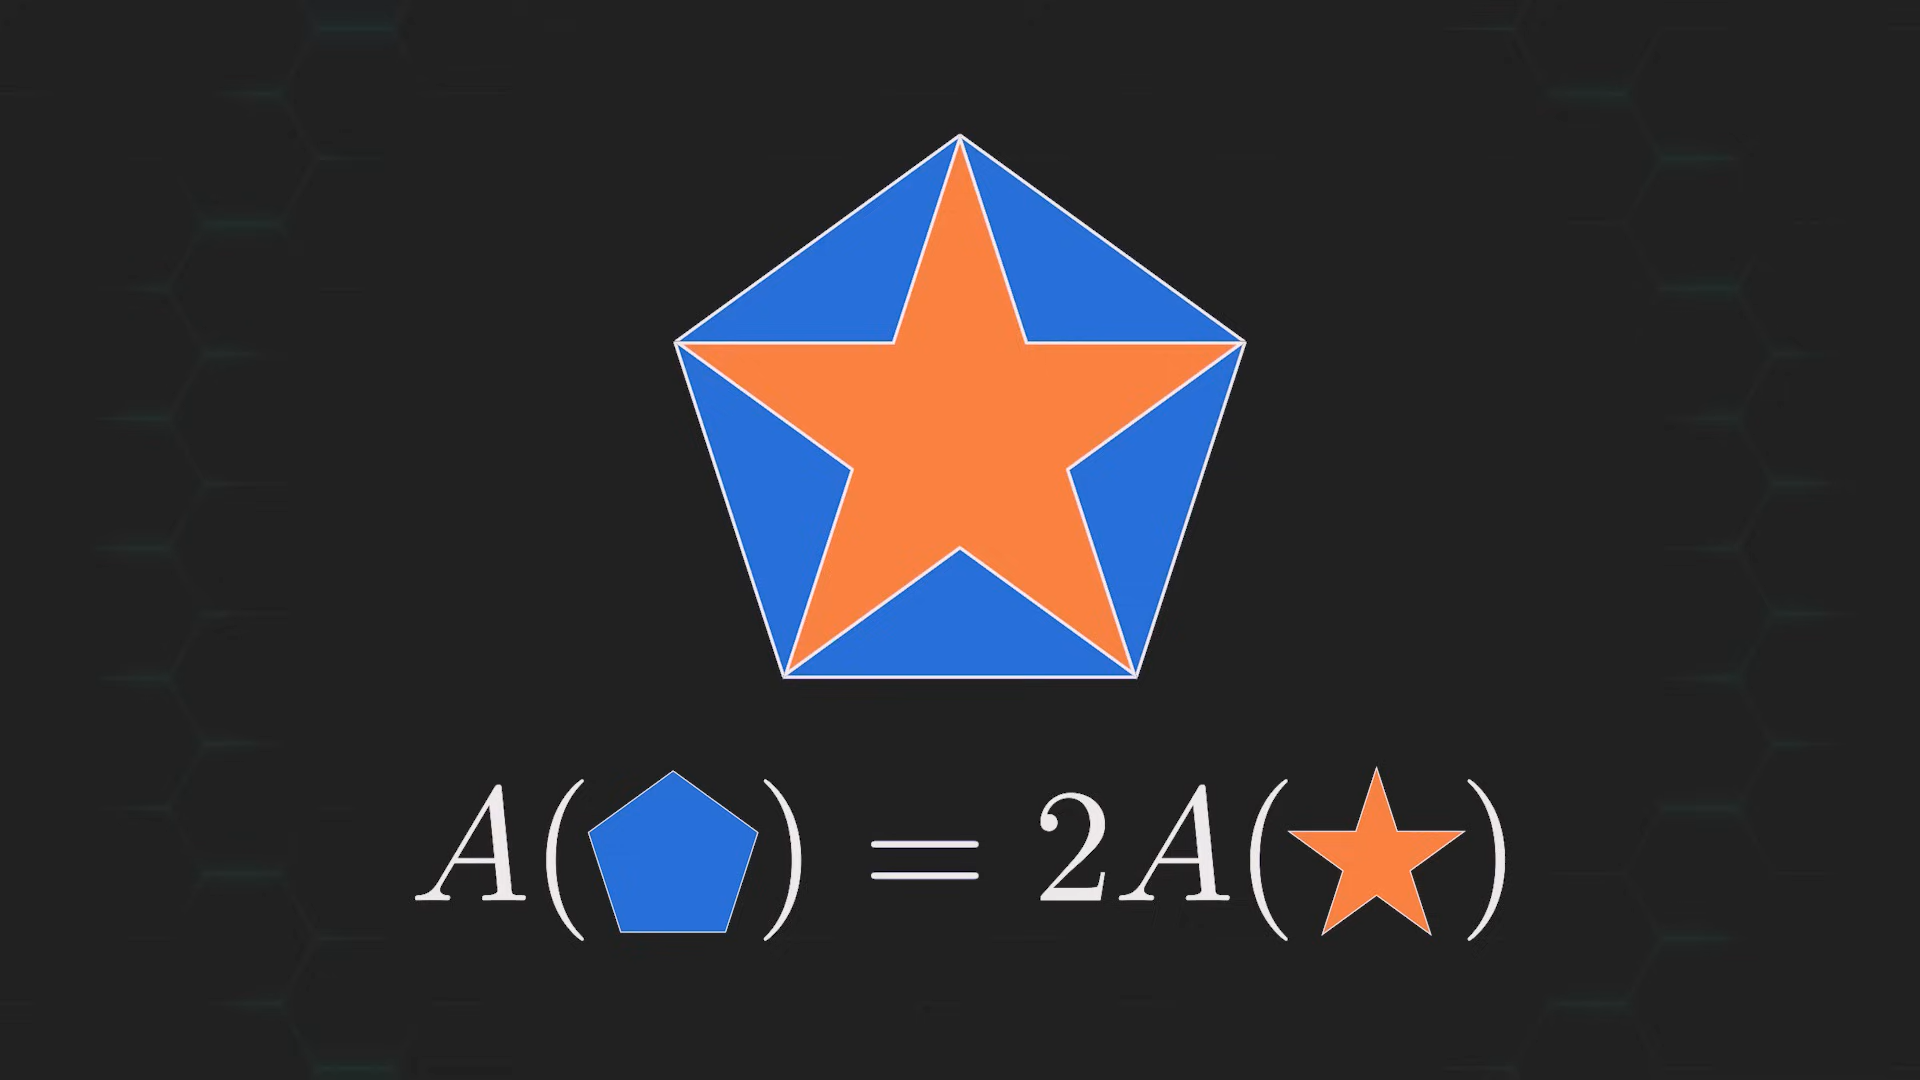 A(⬟) = 2A(★)